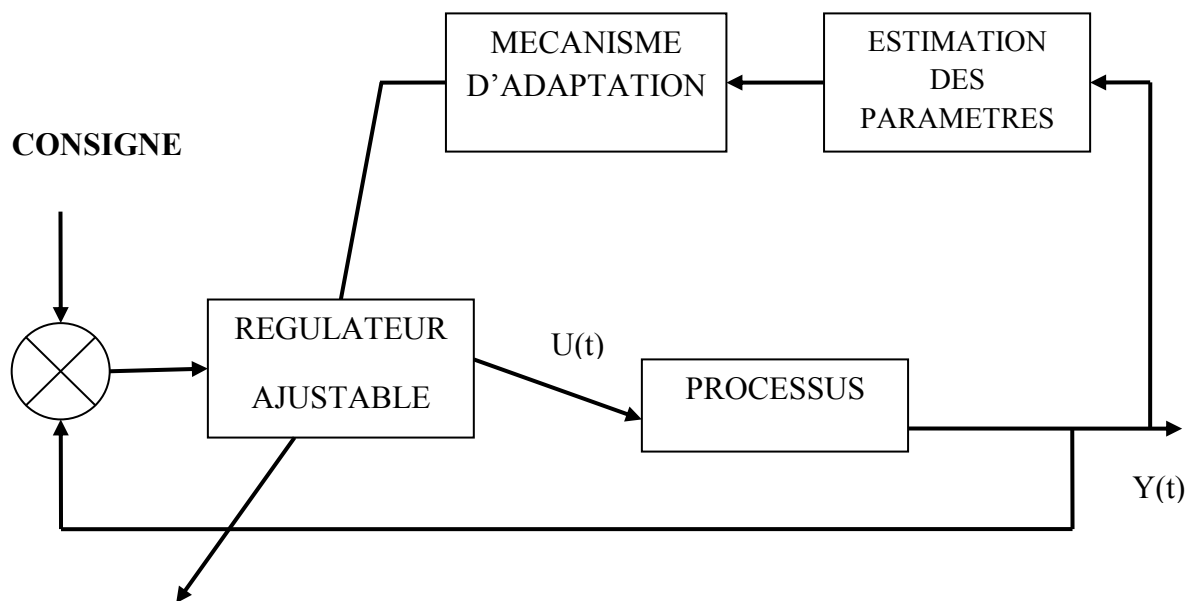 MECANISME
D’ADAPTATION
ESTIMATION
DES
PARAMETRES
CONSIGNE
REGULATEUR
AJUSTABLE
U(t)
PROCESSUS
Y(t)